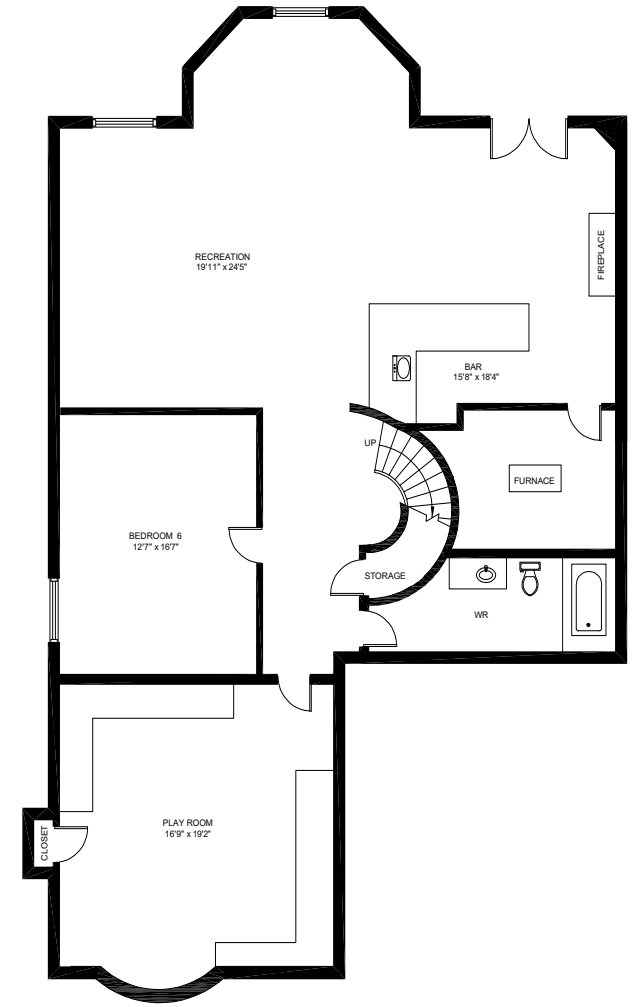 RECREATION
19'11" x 24'5"
FIREPLACE
BAR
15'8" x 18'4"
UP
FURNACE
BEDROOM 6
12'7" x 16'7"
STORAGE
WR
PLAY ROOM
16'9" x 19'2"
CLOSET